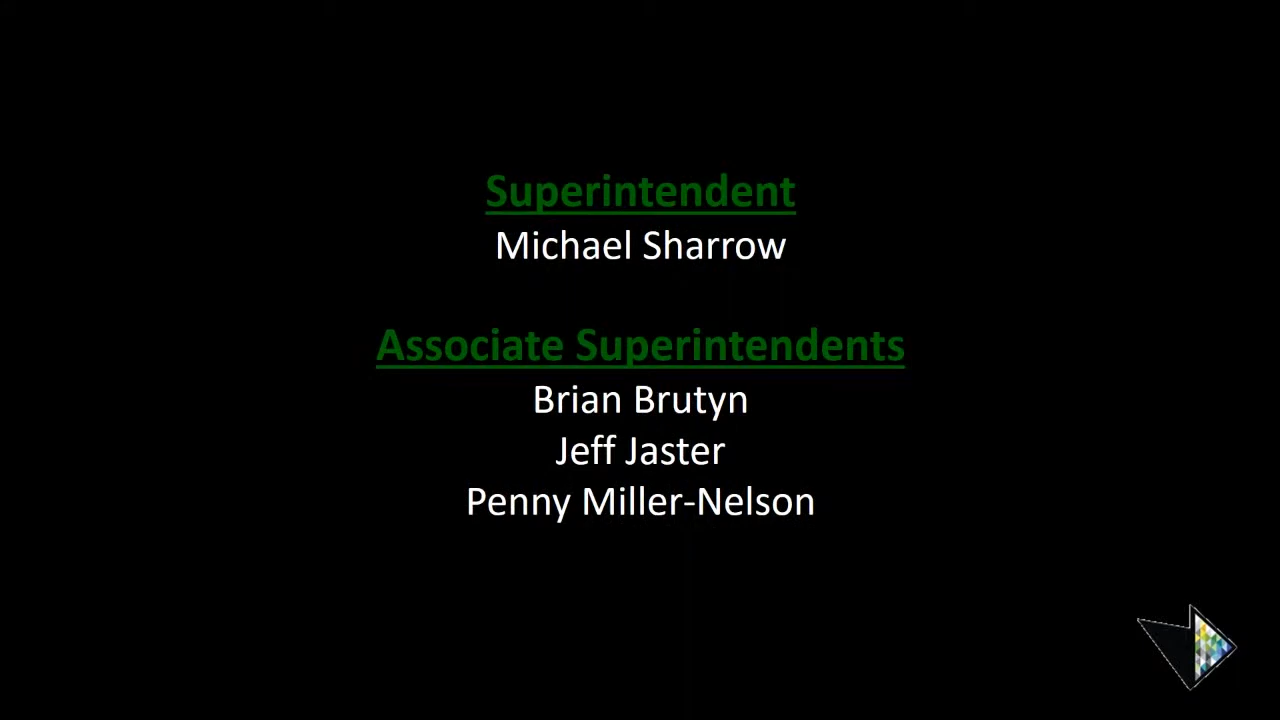 Superintendent
Michael Sharrow
Associate Superintendents
Brian Brutyn
Jeff Jaster
Penny Miller-Nelson